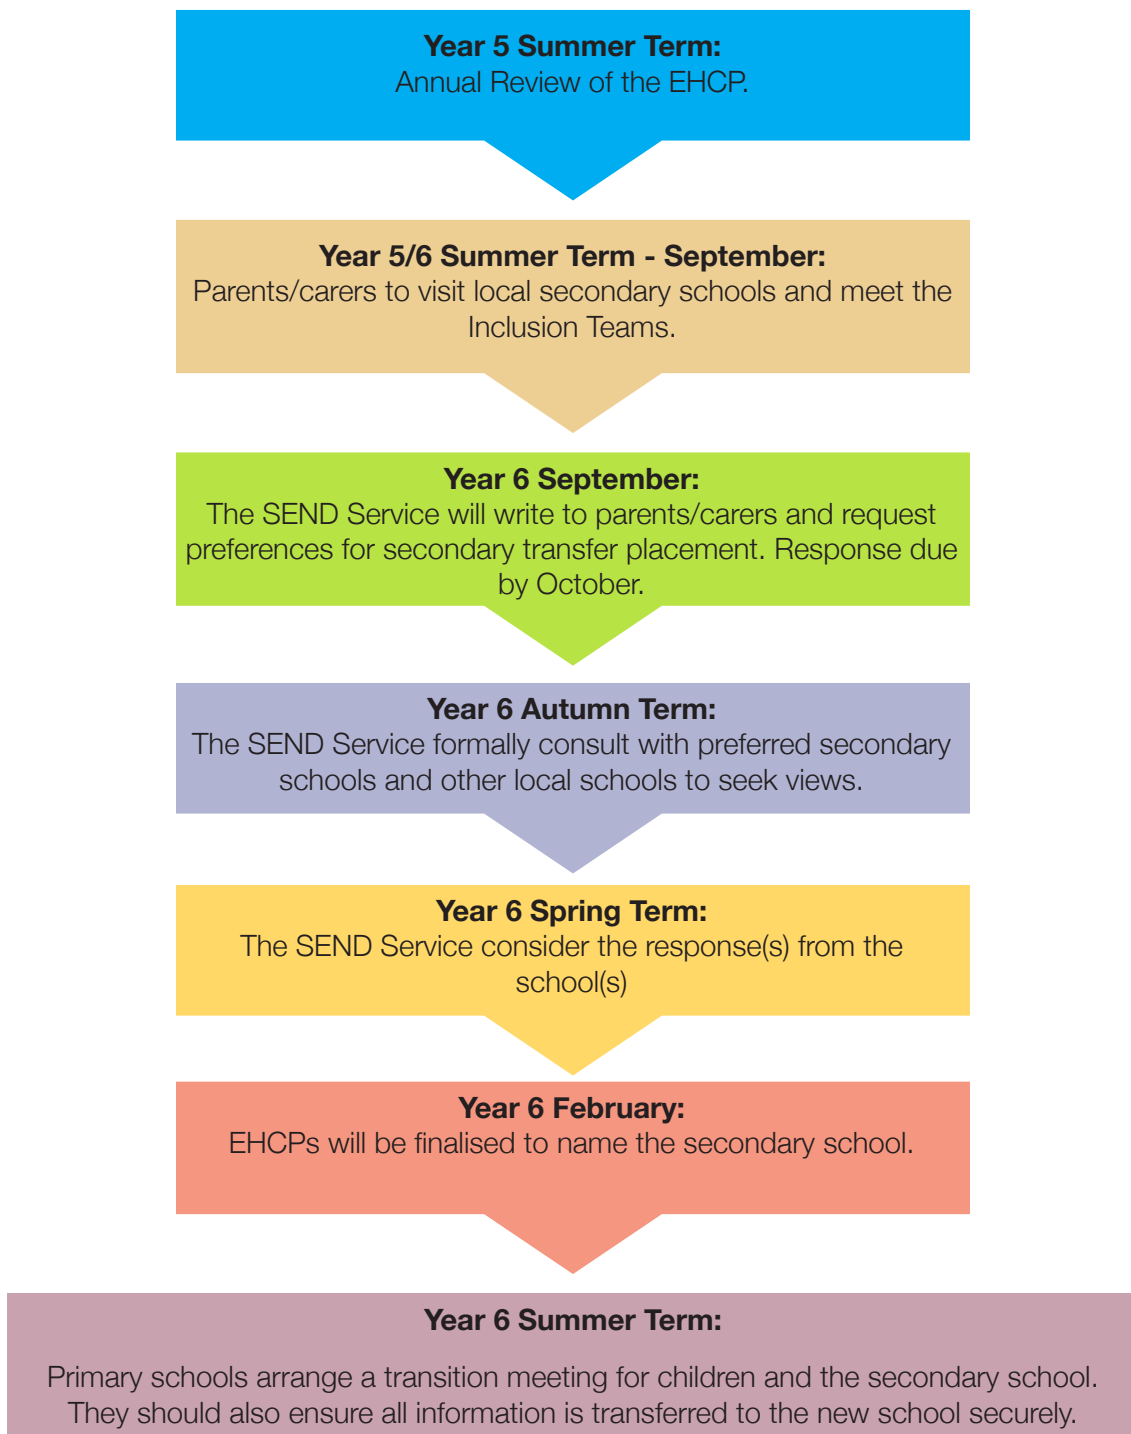 Year 5 Summer Term:
Annual Review of the EHCP.
Year 5/6 Summer Term - September:
Parents/carers to visit local secondary schools and meet the
Inclusion Teams.
Year 6 September:
The SEND Service will write to parents/carers and request
preferences for secondary transfer placement. Response due
by October.
Year 6 Autumn Term:
The SEND Service formally consult with preferred secondary
schools and other local schools to seek views.
Year 6 Spring Term:
The SEND Service consider the response(s) from the
school(s)
Year 6 February:
EHCPs will be finalised to name the secondary school.
Year 6 Summer Term:
Primary schools arrange a transition meeting for children and the secondary school.
They should also ensure all information is transferred to the new school securely.